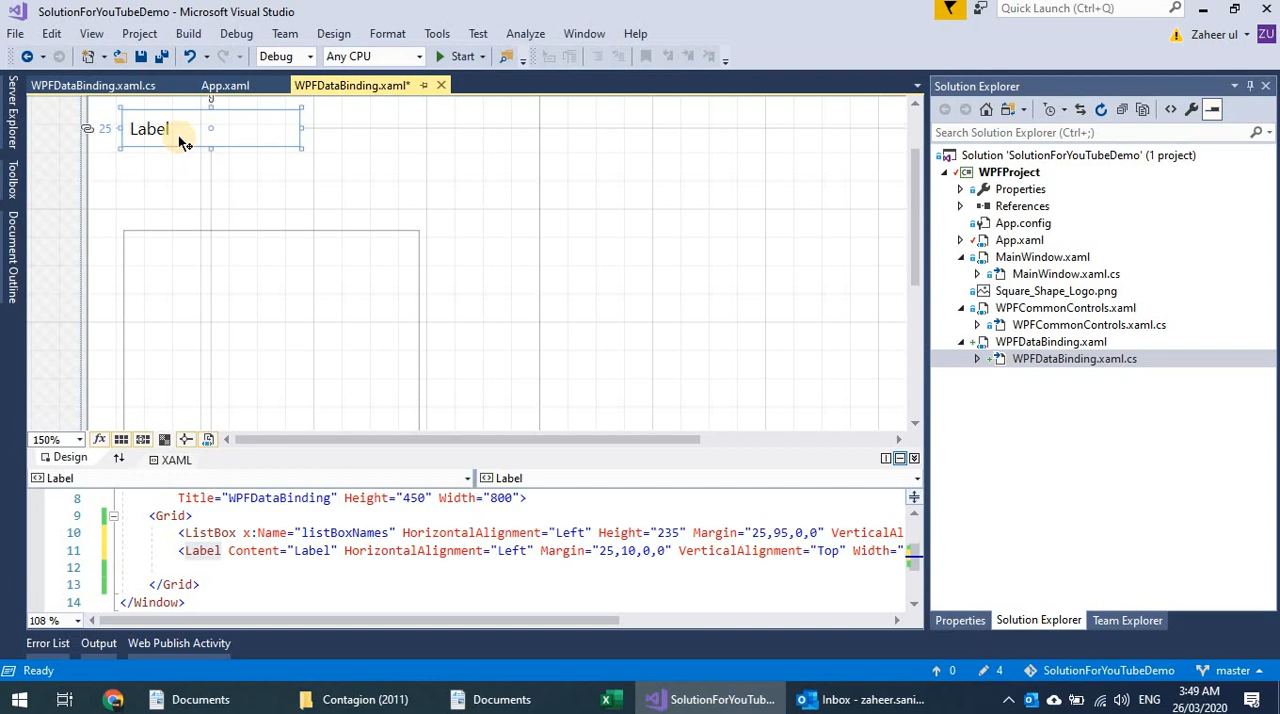 SolutionForYouTubeDemo - Microsoft Visual Studio
Quick Launch (Ctrl+Q)
File Edit View Project Build Debug Team Design Format Tools Test Analyze Window Help
Zaheer ul ZU
Debug Any CPU Start
WPFDataBinding.xaml.cs App.xaml WPFDataBinding.xaml*
Server Explorer
Toolbox
Document Outline
25 Label
150%
Design XAML
Label Label
8 Title="WPFDataBinding" Height="450" Width="800">
9 <Grid>
10 <ListBox x:Name="listBoxNames" HorizontalAlignment="Left" Height="235" Margin="25,95,0,0" VerticalAl
11 <Label Content="Label" HorizontalAlignment="Left" Margin="25,10,0,0" VerticalAlignment="Top" Width="
12
13 </Grid>
14 </Window>
108 %
Error List Output Web Publish Activity
Solution Explorer
Search Solution Explorer (Ctrl+;)
Solution 'SolutionForYouTubeDemo' (1 project)
WPFProject
Properties
References
App.config
App.xaml
MainWindow.xaml
MainWindow.xaml.cs
Square_Shape_Logo.png
WPFCommonControls.xaml
WPFCommonControls.xaml.cs
WPFDataBinding.xaml
WPFDataBinding.xaml.cs
Properties Solution Explorer Team Explorer
Ready
0 4 SolutionForYouTubeDemo master
Documents Contagion (2011) Documents SolutionForYouTub... Inbox - zaheer.sani... ENG
3:49 AM
26/03/2020